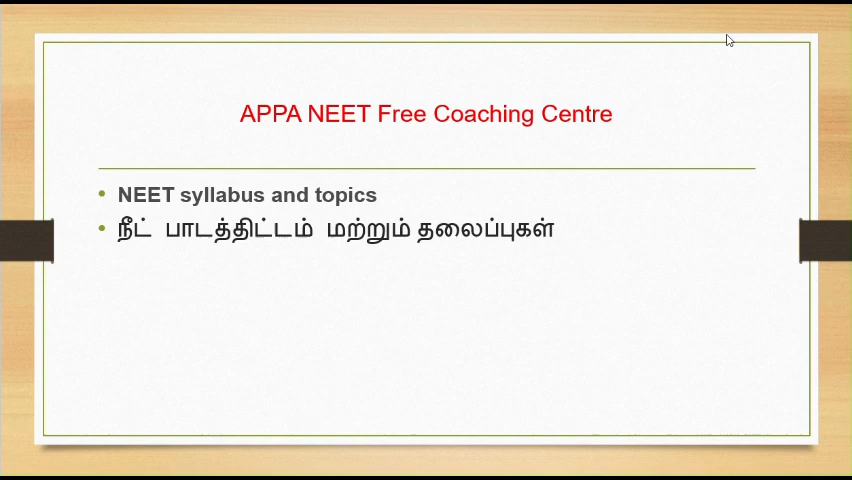 APPA NEET Free Coaching Centre
• NEET syllabus and topics
• நீட் பாடத்திட்டம் மற்றும் தலைப்புகள்